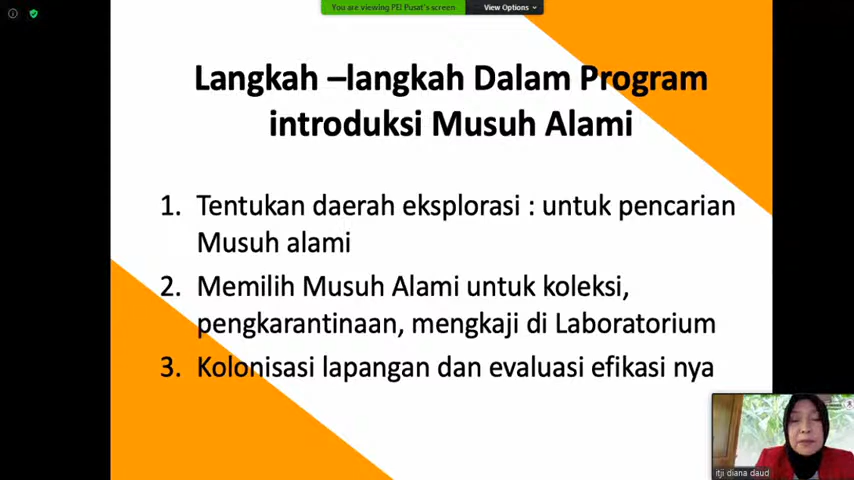 You are viewing PEI Pusat's screen
View Options
Langkah –langkah Dalam Program
introduksi Musuh Alami
1. Tentukan daerah eksplorasi : untuk pencarian
Musuh alami
2. Memilih Musuh Alami untuk koleksi,
pengkarantinaan, mengkaji di Laboratorium
3. Kolonisasi lapangan dan evaluasi efikasi nya
itji diana daud